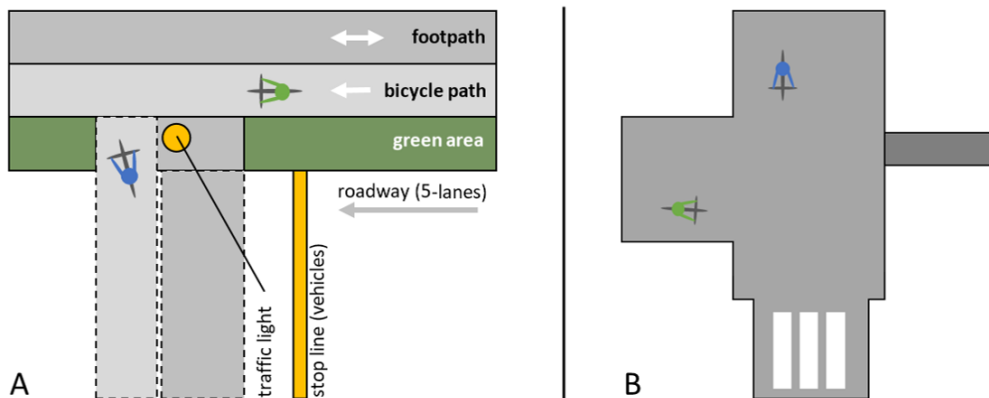 footpath
bicycle path
green area
roadway (5-lanes)
traffic light
stop line (vehicles)
A
B